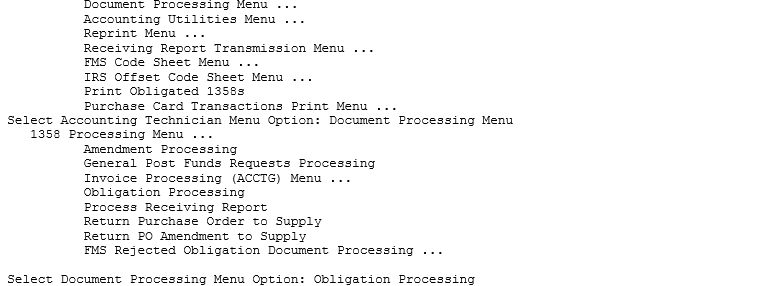 Document Processing Menu ...
Accounting Utilities Menu ...
Reprint Menu ...
Receiving Report Transmission Menu ...
FMS Code Sheet Menu ...
IRS Offset Code Sheet Menu ...
Print Obligated 1358s
Purchase Card Transactions Print Menu ...
Select Accounting Technician Menu Option: Document Processing Menu
1358 Processing Menu ...
Amendment Processing
General Post Funds Requests Processing
Invoice Processing (ACCTG) Menu ...
Obligation Processing
Process Receiving Report
Return Purchase Order to Supply
Return PO Amendment to Supply
FMS Rejected Obligation Document Processing ...
Select Document Processing Menu Option: Obligation Processing